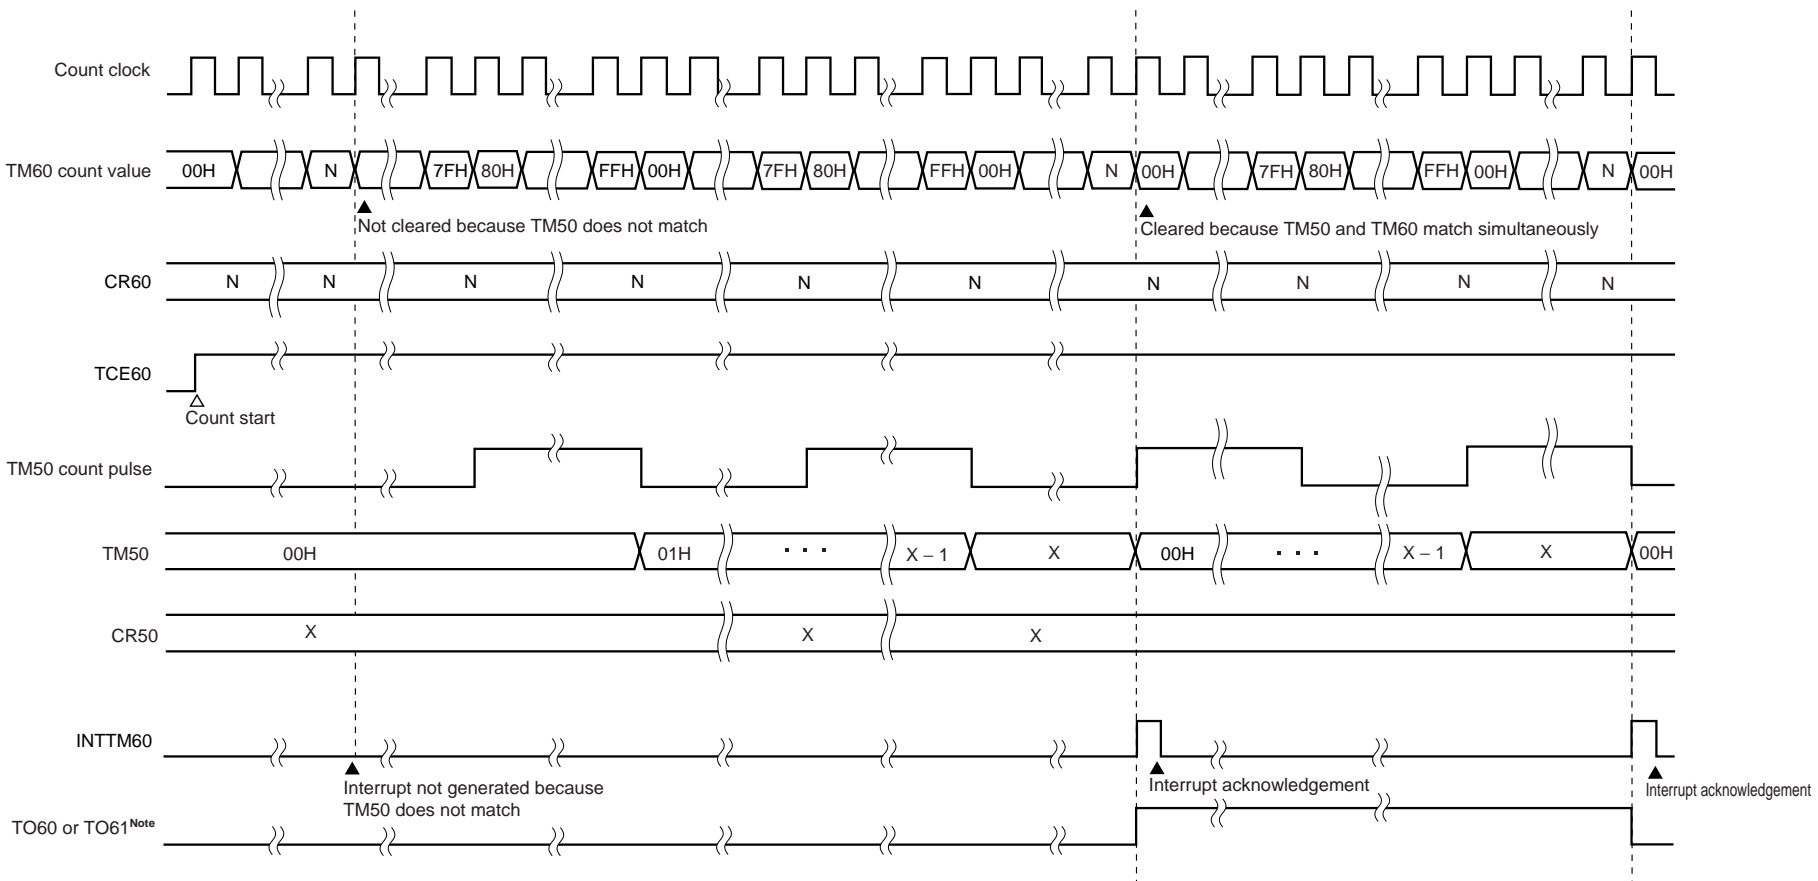 Count clock
TM60 count value 00H N 7FH 80H FFH 00H 7FH 80H FFH 00H N 00H 7FH 80H FFH 00H N 00H
Not cleared because TM50 does not match
Cleared because TM50 and TM60 match simultaneously
CR60 N N N N N N N N N N
TCE60
Count start
TM50 count pulse
TM50 00H 01H · · · X – 1 X 00H · · · X – 1 X 00H
CR50 X X X
INTTM60
Interrupt not generated because
TM50 does not match
Interrupt acknowledgement
Interrupt acknowledgement
TO60 or TO61Note